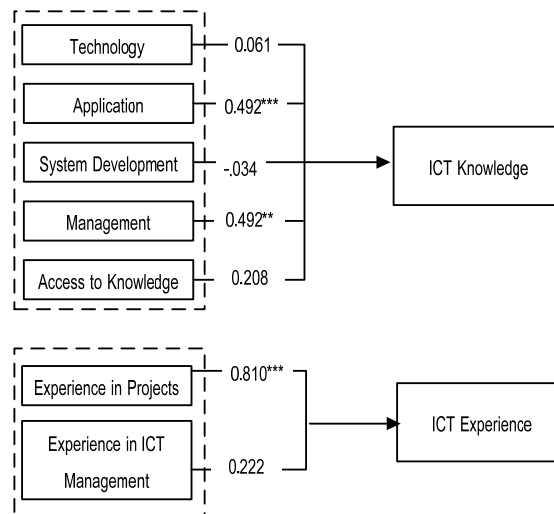 Technology
0.061
Application
0.492***
System Development
-.034
ICT Knowledge
Management
0.492**
Access to Knowledge
0.208
Experience in Projects
0.810***
ICT Experience
Experience in ICT
Management
0.222